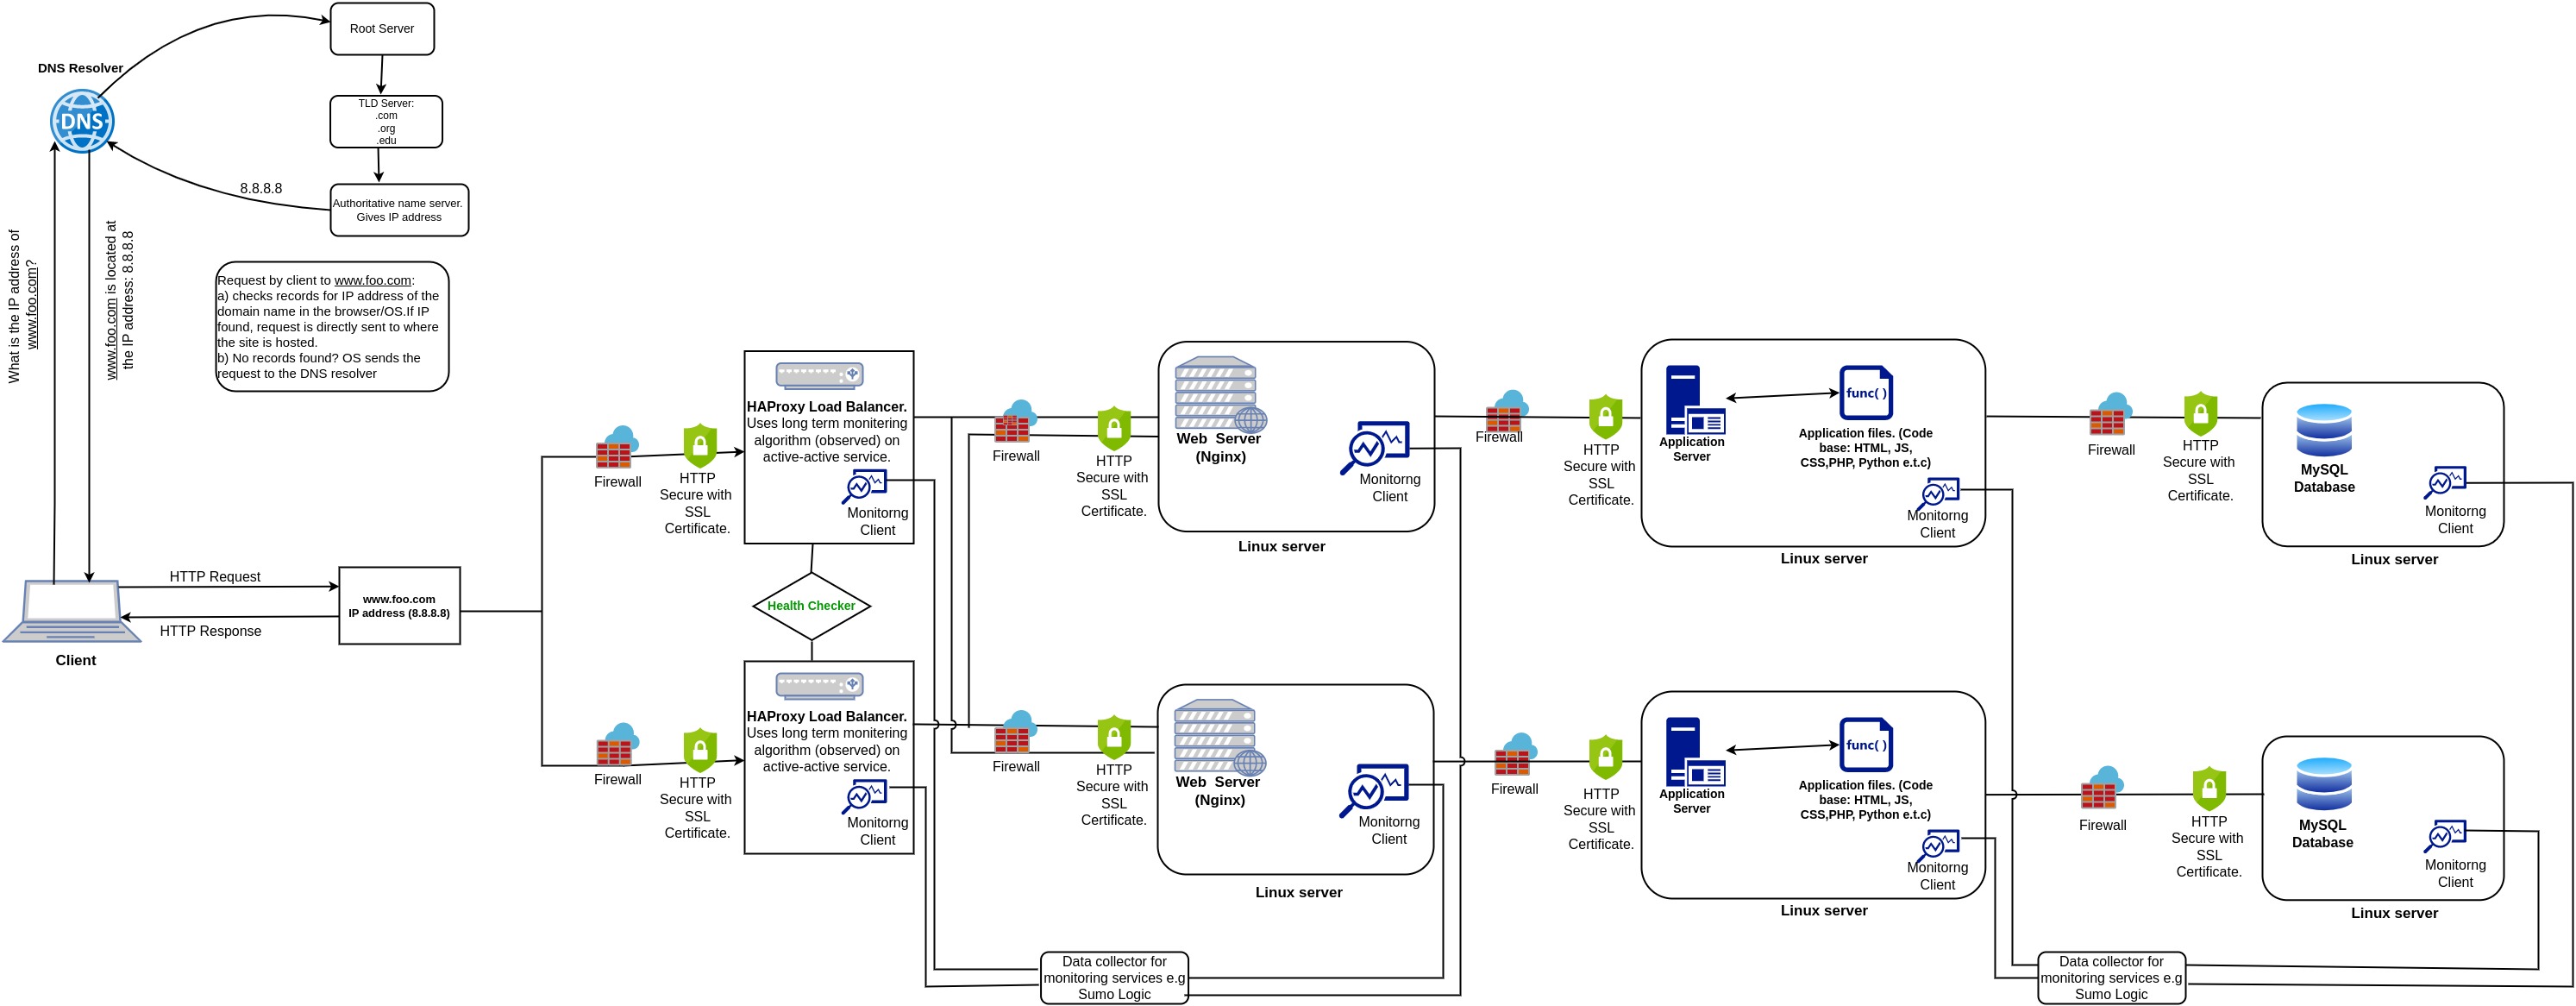 Root Server
DNS Resolver
DNS
TLD Server:
.com
.org
.edu
8.8.8.8
Authoritative name server.
Gives IP address
What is the IP address of
www.foo.com?
www.foo.com is located at
the IP address: 8.8.8.8
Request by client to www.foo.com:
a) checks records for IP address of the
domain name in the browser/OS.If IP
found, request is directly sent to where
the site is hosted.
b) No records found? OS sends the
request to the DNS resolver
HTTP Request
HTTP Response
Client
www.foo.com
IP address (8.8.8.8)
Firewall
HTTP
Secure with
SSL
Certificate.
HAProxy Load Balancer.
Uses long term monitering
algorithm (observed) on
active-active service.
Monitorng
Client
Firewall
HTTP
Secure with
SSL
Certificate.
Web Server
(Nginx)
Monitorng
Client
Linux server
Firewall
HTTP
Secure with
SSL
Certificate.
Application
Server
func( )
Application files. (Code
base: HTML, JS,
CSS,PHP, Python e.t.c)
Monitorng
Client
Linux server
Firewall
HTTP
Secure with
SSL
Certificate.
MySQL
Database
Monitorng
Client
Linux server
Health Checker
Firewall
HTTP
Secure with
SSL
Certificate.
HAProxy Load Balancer.
Uses long term monitering
algorithm (observed) on
active-active service.
Monitorng
Client
Firewall
HTTP
Secure with
SSL
Certificate.
Web Server
(Nginx)
Monitorng
Client
Linux server
Firewall
HTTP
Secure with
SSL
Certificate.
Application
Server
func( )
Application files. (Code
base: HTML, JS,
CSS,PHP, Python e.t.c)
Monitorng
Client
Linux server
Firewall
HTTP
Secure with
SSL
Certificate.
MySQL
Database
Monitorng
Client
Linux server
Data collector for
monitoring services e.g
Sumo Logic
Data collector for
monitoring services e.g
Sumo Logic